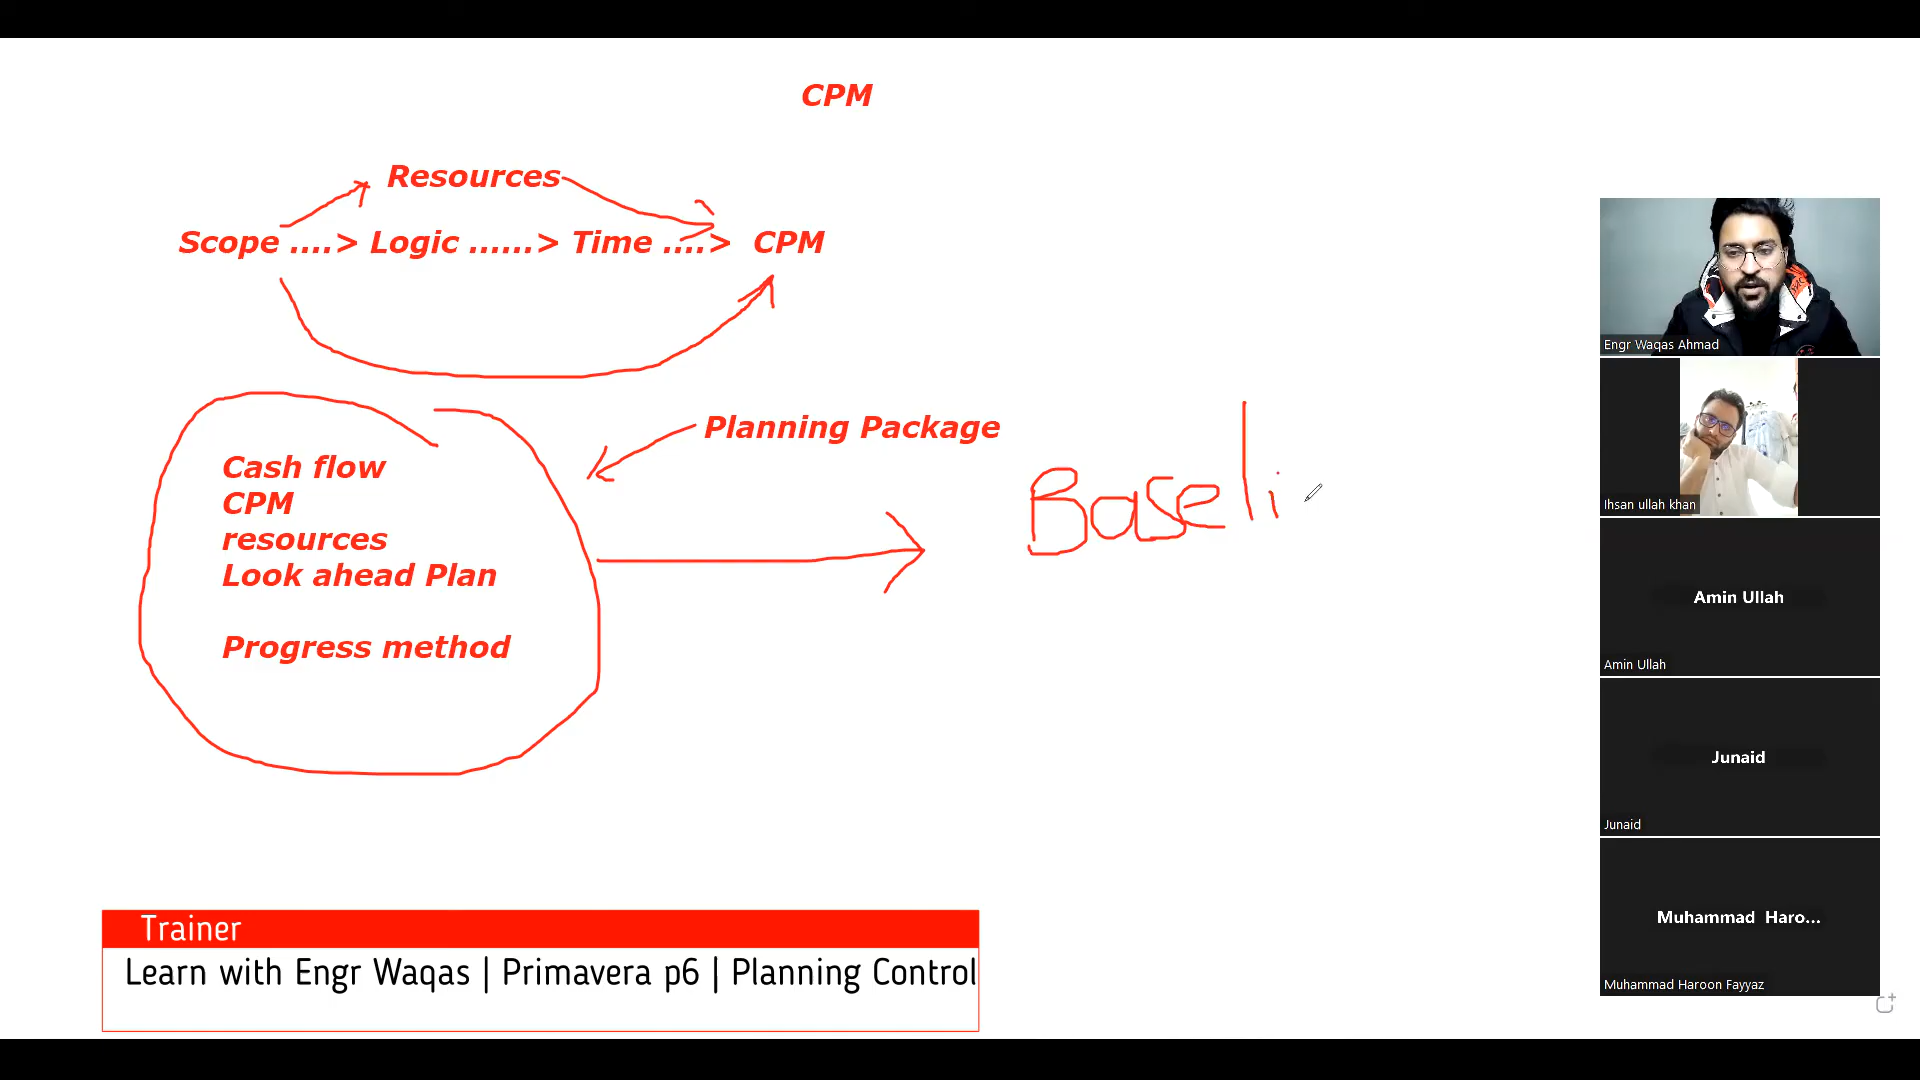 CPM
Resources
Scope ....> Logic ......> Time ....> CPM
Planning Package
Cash flow
CPM
resources
Look ahead Plan
Progress method
Baseli
Trainer
Learn with Engr Waqas | Primavera p6 | Planning Control
Engr Waqas Ahmad
Ihsan ullah khan
Amin Ullah
Amin Ullah
Junaid
Junaid
Muhammad Haro...
Muhammad Haroon Fayyaz